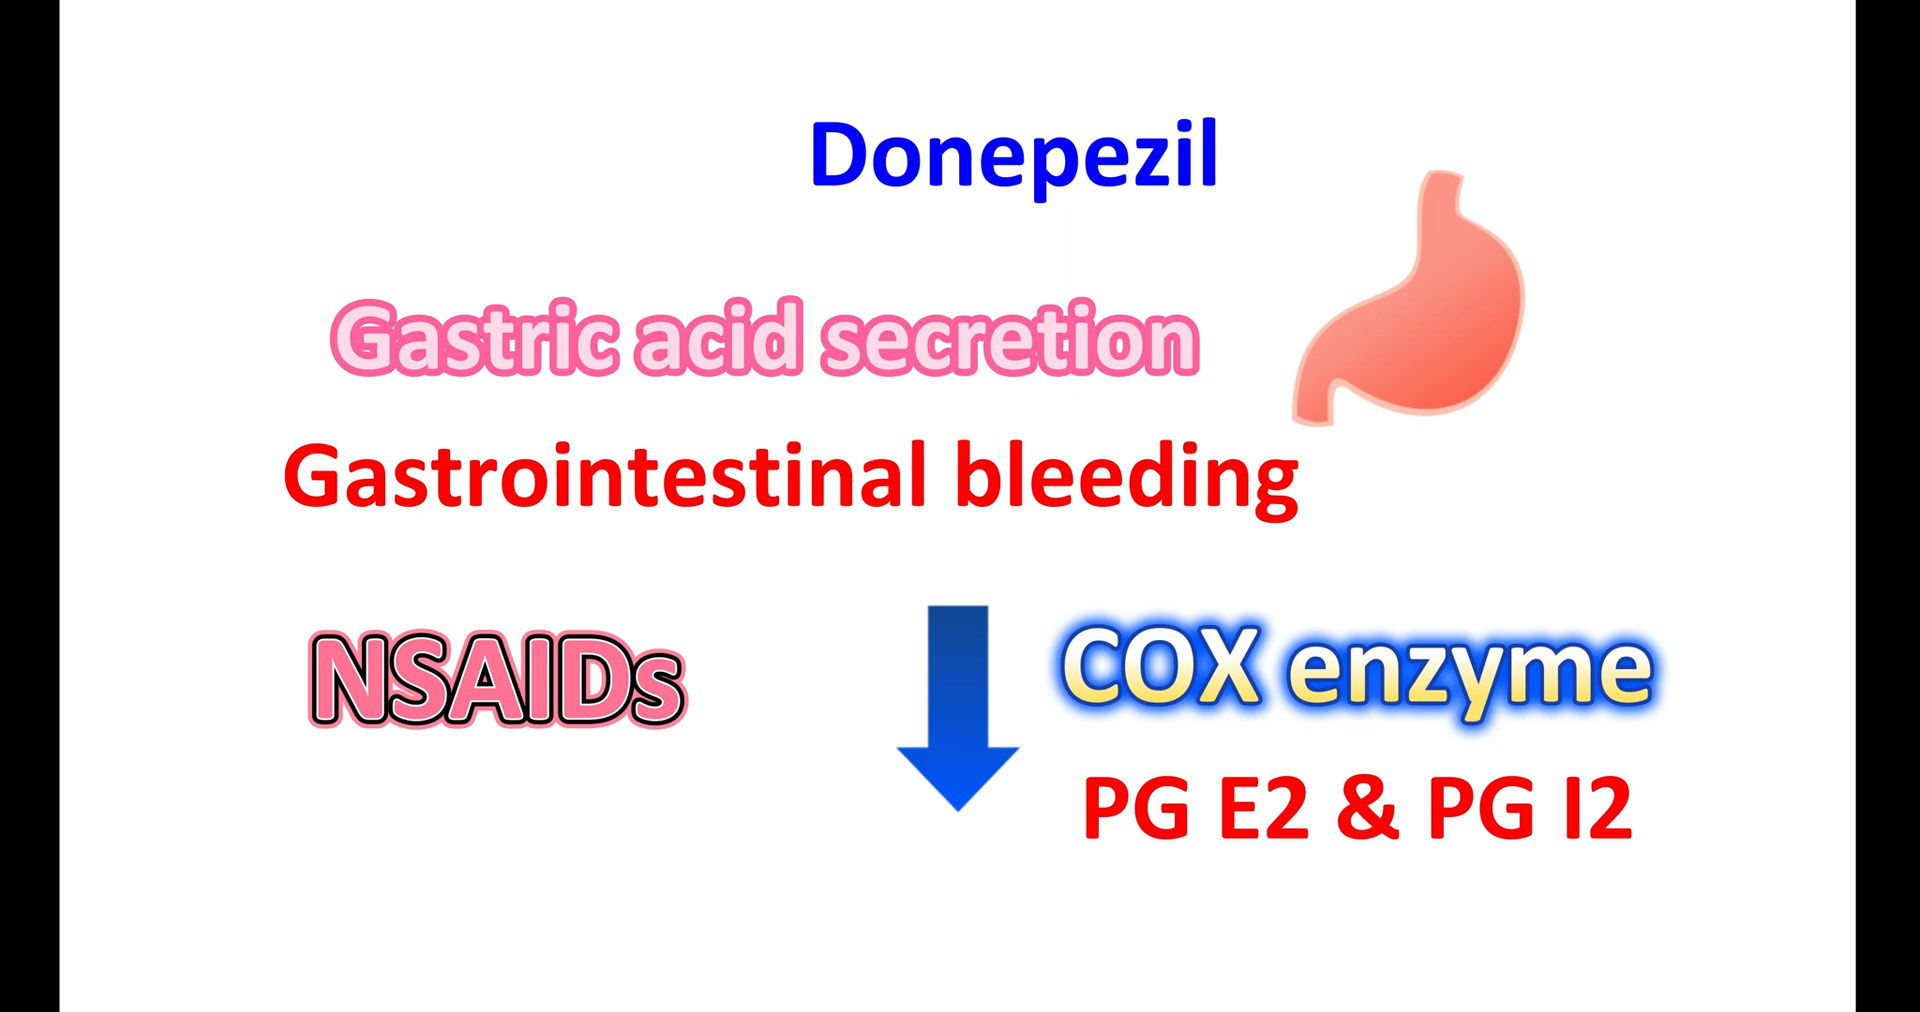 Donepezil
Gastric acid secretion
Gastrointestinal bleeding
NSAIDs
COX enzyme
PG E2 & PG I2